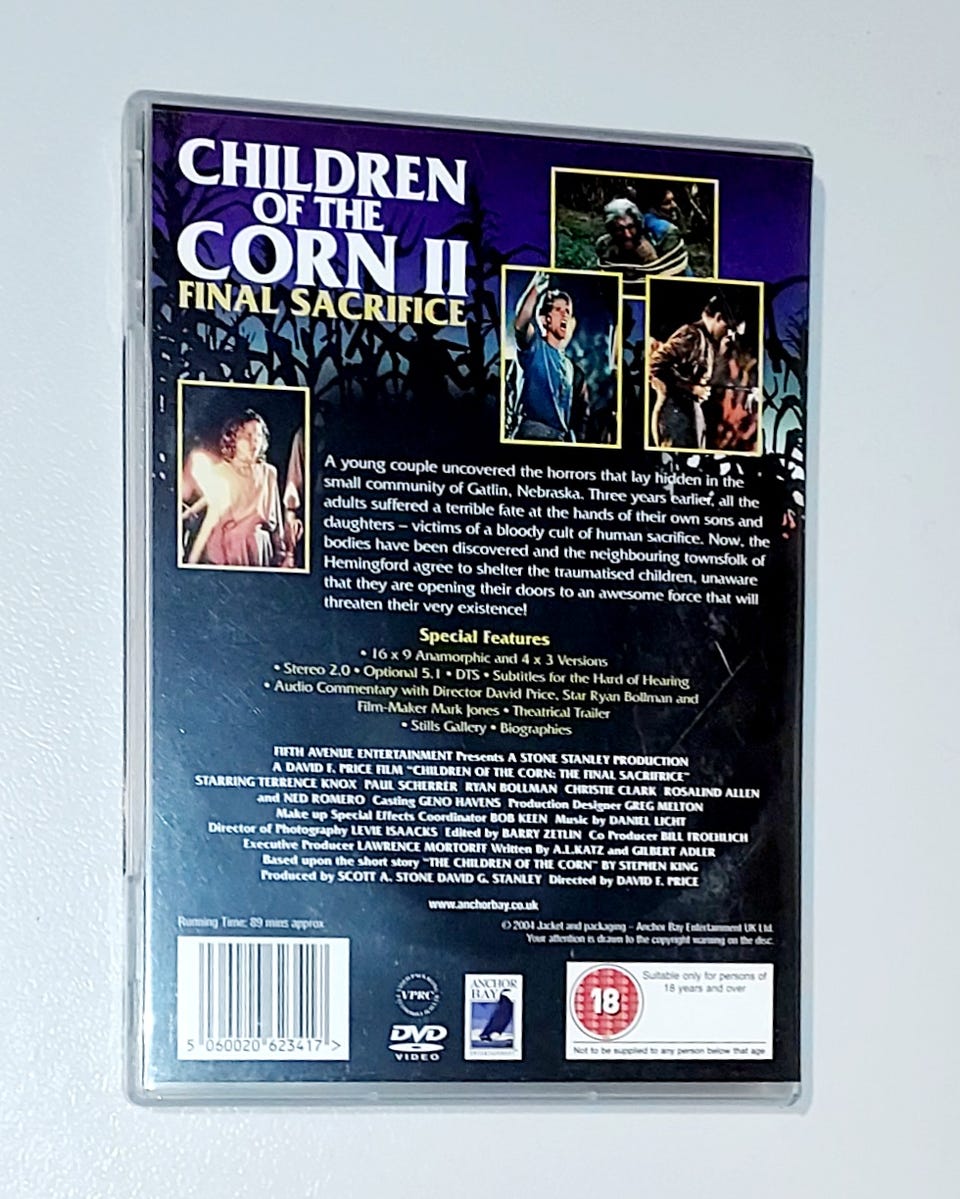 CHILDREN
OF THE
CORN II
FINAL SACRIFICE
A young couple uncovered the horrors that lay hidden in the
small community of Gatlin, Nebraska. Three years earlier, all the
adults suffered a terrible fate at the hands of their own sons and
daughters – victims of a bloody cult of human sacrifice. Now, the
bodies have been discovered and the neighbouring townsfolk of
Hemingford agree to shelter the traumatised children, unaware
that they are opening their doors to an awesome force that will
threaten their very existence!
Special Features
• 16 x 9 Anamorphic and 4 x 3 Versions
• Stereo 2.0 • Optional 5.1 • DTS • Subtitles for the Hard of Hearing
• Audio Commentary with Director David Price, Star Ryan Bollman and
Film-Maker Mark Jones • Theatrical Trailer
• Stills Gallery • Biographies
FIFTH AVENUE ENTERTAINMENT Presents A STONE STANLEY PRODUCTION
A DAVID F. PRICE FILM "CHILDREN OF THE CORN: THE FINAL SACRIFRICE"
STARRING TERRENCE KNOX PAUL SCHERRER RYAN BOLLMAN CHRISTIE CLARK ROSALIND ALLEN
and NED ROMERO Casting GENO HAVENS Production Designer GREG MELTON
Make up Special Effects Coordinator BOB KEEN Music by DANIEL LICHT
Director of Photography LEVIE ISAACKS Edited by BARRY ZETLIN Co Producer BILL FROEHLICH
Executive Producer LAWRENCE MORTORFF Written By A.L.KATZ and GILBERT ADLER
Based upon the short story "THE CHILDREN OF THE CORN" BY STEPHEN KING
Produced by SCOTT A. STONE DAVID G. STANLEY Directed by DAVID F. PRICE
www.anchorbay.co.uk
Running Time: 89 mins approx
© 2004 Jacket and packaging – Anchor Bay Entertainment UK Ltd.
Your attention is drawn to the copyright warning on the disc.
5 060020 623417 >
VPRC
DVD
VIDEO
ANCHOR
BAY
ENTERTAINMENT
18
Suitable only for persons of
18 years and over
Not to be supplied to any person below that age